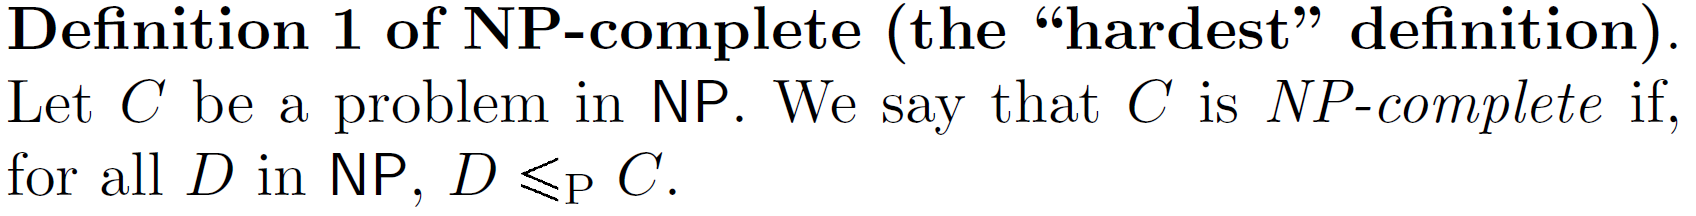 Definition 1 of NP-complete (the “hardest” definition).
Let C be a problem in NP. We say that C is NP-complete if,
for all D in NP, D ⩽P C.